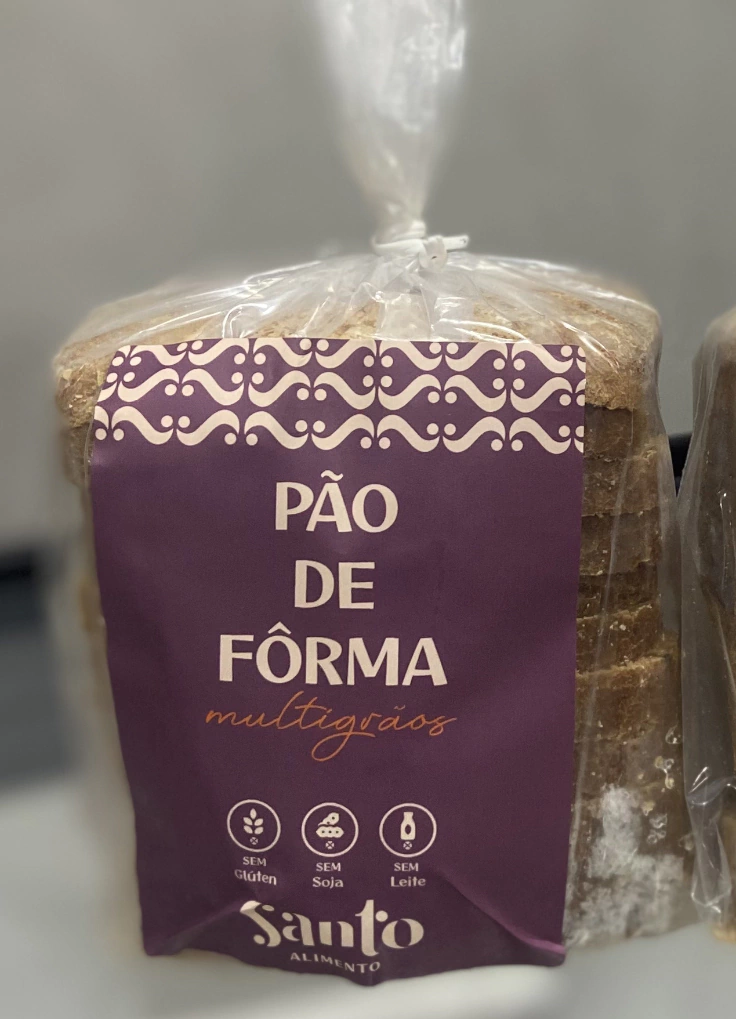 PÃO
DE
FÔRMA
multigrãos
SEM SEM SEM
Glúten Soja Leite
Santo
ALIMENTO